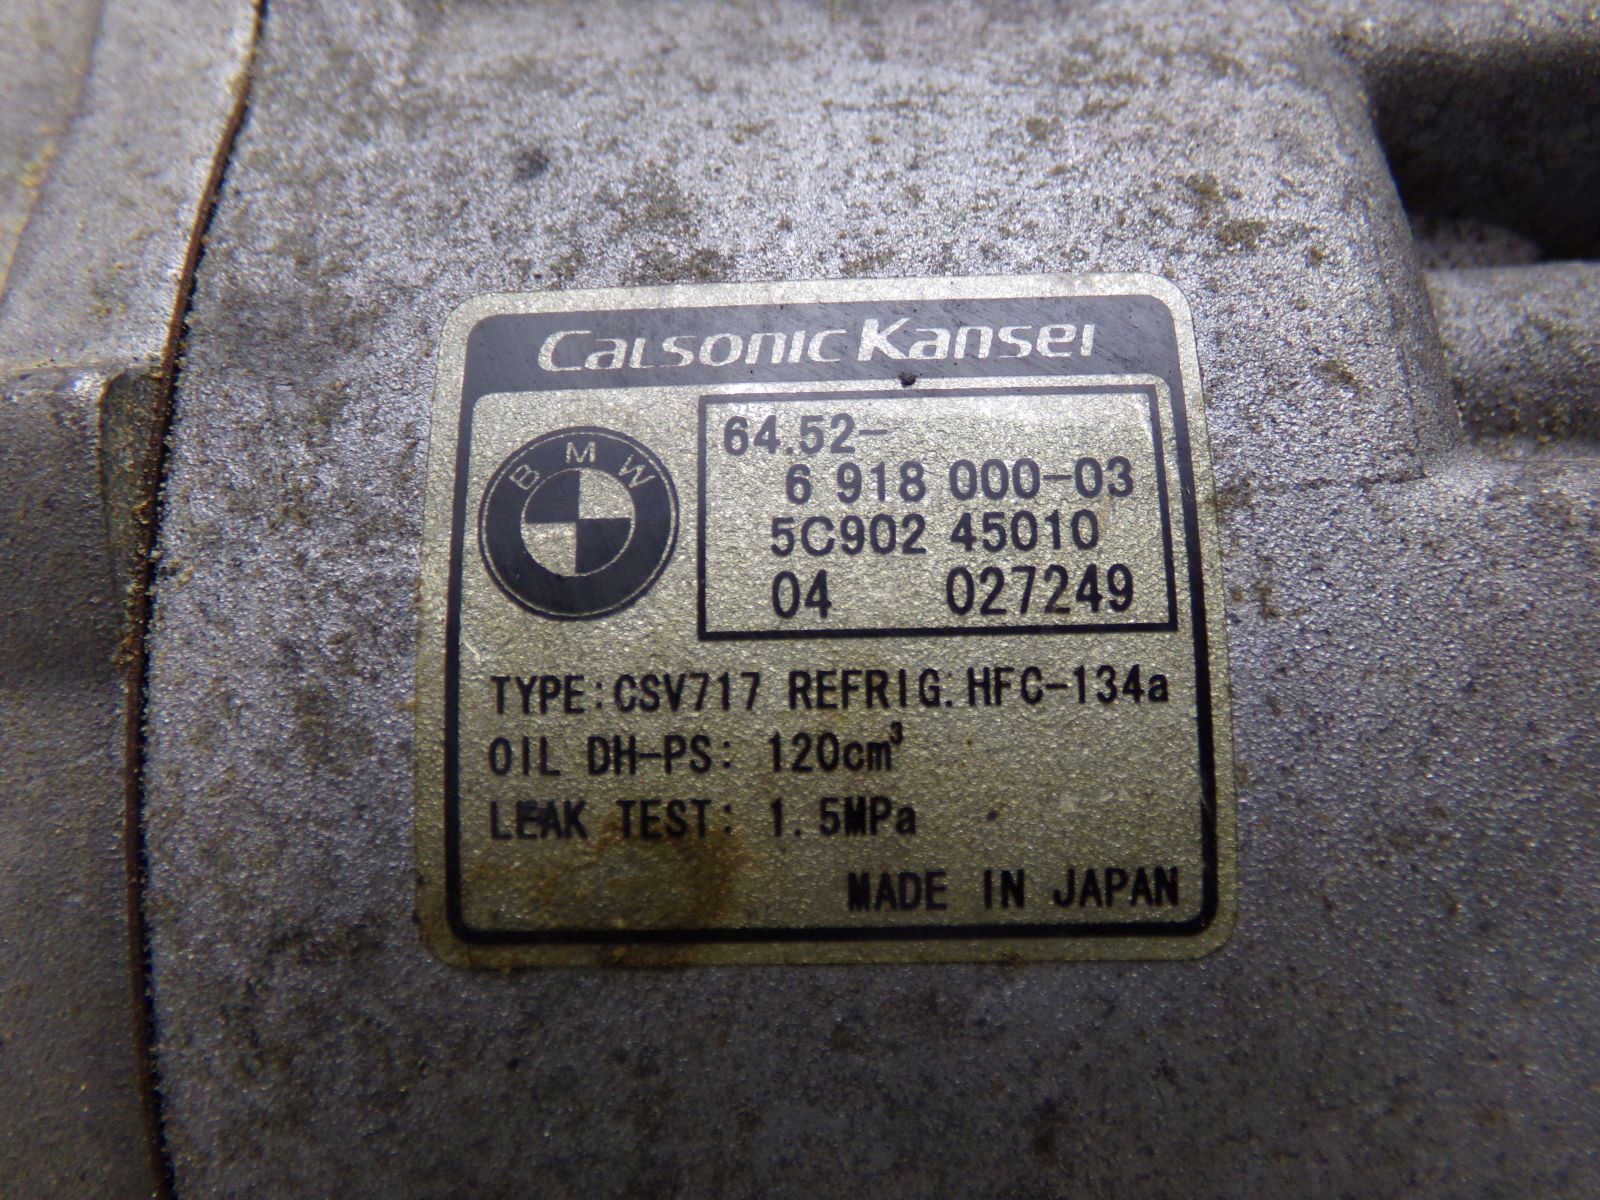 Calsonic Kansei
BMW
64.52-
6 918 000-03
5C902 45010
04 027249
TYPE:CSV717 REFRIG.HFC-134a
OIL DH-PS: 120cm³
LEAK TEST: 1.5MPa
MADE IN JAPAN